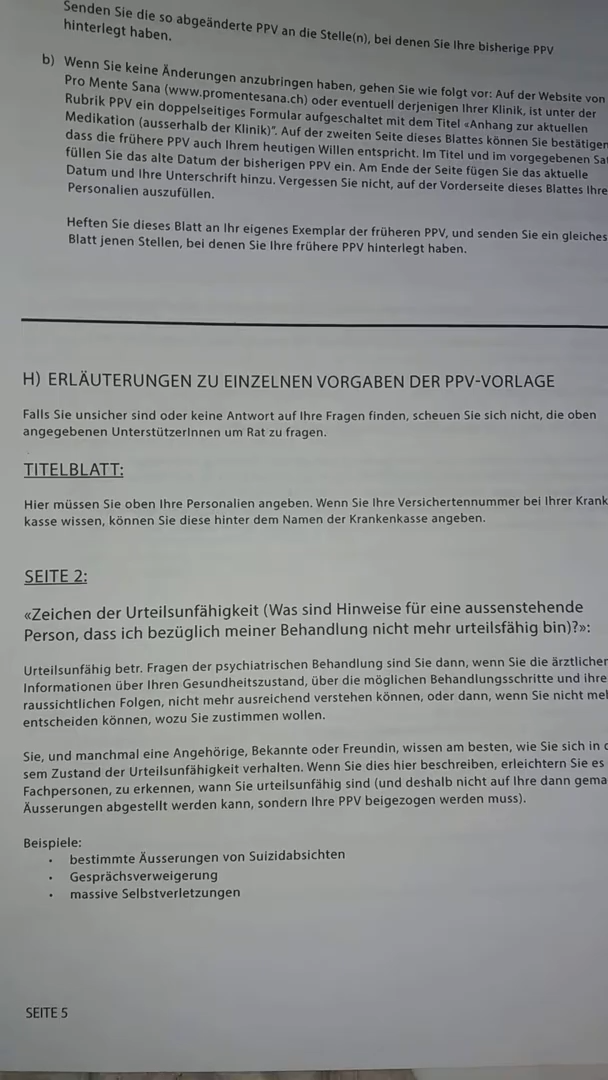 Senden Sie die so abgeänderte PPV an die Stelle(n), bei denen Sie Ihre bisherige PPV
hinterlegt haben.
b) Wenn Sie keine Änderungen anzubringen haben, gehen Sie wie folgt vor: Auf der Website von
Pro Mente Sana (www.promentesana.ch) oder eventuell derjenigen Ihrer Klinik, ist unter der
Rubrik PPV ein doppelseitiges Formular aufgeschaltet mit dem Titel «Anhang zur aktuellen
Medikation (ausserhalb der Klinik)". Auf der zweiten Seite dieses Blattes können Sie bestätigen
dass die frühere PPV auch Ihrem heutigen Willen entspricht. Im Titel und im vorgegebenen Sa
füllen Sie das alte Datum der bisherigen PPV ein. Am Ende der Seite fügen Sie das aktuelle
Datum und Ihre Unterschrift hinzu. Vergessen Sie nicht, auf der Vorderseite dieses Blattes Ihre
Personalien auszufüllen.
Heften Sie dieses Blatt an Ihr eigenes Exemplar der früheren PPV, und senden Sie ein gleiches
Blatt jenen Stellen, bei denen Sie Ihre frühere PPV hinterlegt haben.
H) ERLÄUTERUNGEN ZU EINZELNEN VORGABEN DER PPV-VORLAGE
Falls Sie unsicher sind oder keine Antwort auf Ihre Fragen finden, scheuen Sie sich nicht, die oben
angegebenen UnterstützerInnen um Rat zu fragen.
TITELBLATT:
Hier müssen Sie oben Ihre Personalien angeben. Wenn Sie Ihre Versichertennummer bei Ihrer Krank
kasse wissen, können Sie diese hinter dem Namen der Krankenkasse angeben.
SEITE 2:
«Zeichen der Urteilsunfähigkeit (Was sind Hinweise für eine aussenstehende
Person, dass ich bezüglich meiner Behandlung nicht mehr urteilsfähig bin)?»:
Urteilsunfähig betr. Fragen der psychiatrischen Behandlung sind Sie dann, wenn Sie die ärztlichen
Informationen über Ihren Gesundheitszustand, über die möglichen Behandlungsschritte und ihre
raussichtlichen Folgen, nicht mehr ausreichend verstehen können, oder dann, wenn Sie nicht meh
entscheiden können, wozu Sie zustimmen wollen.
Sie, und manchmal eine Angehörige, Bekannte oder Freundin, wissen am besten, wie Sie sich in d
sem Zustand der Urteilsunfähigkeit verhalten. Wenn Sie dies hier beschreiben, erleichtern Sie es
Fachpersonen, zu erkennen, wann Sie urteilsunfähig sind (und deshalb nicht auf Ihre dann gema
Äusserungen abgestellt werden kann, sondern Ihre PPV beigezogen werden muss).
Beispiele:
• bestimmte Äusserungen von Suizidabsichten
• Gesprächsverweigerung
• massive Selbstverletzungen
SEITE 5